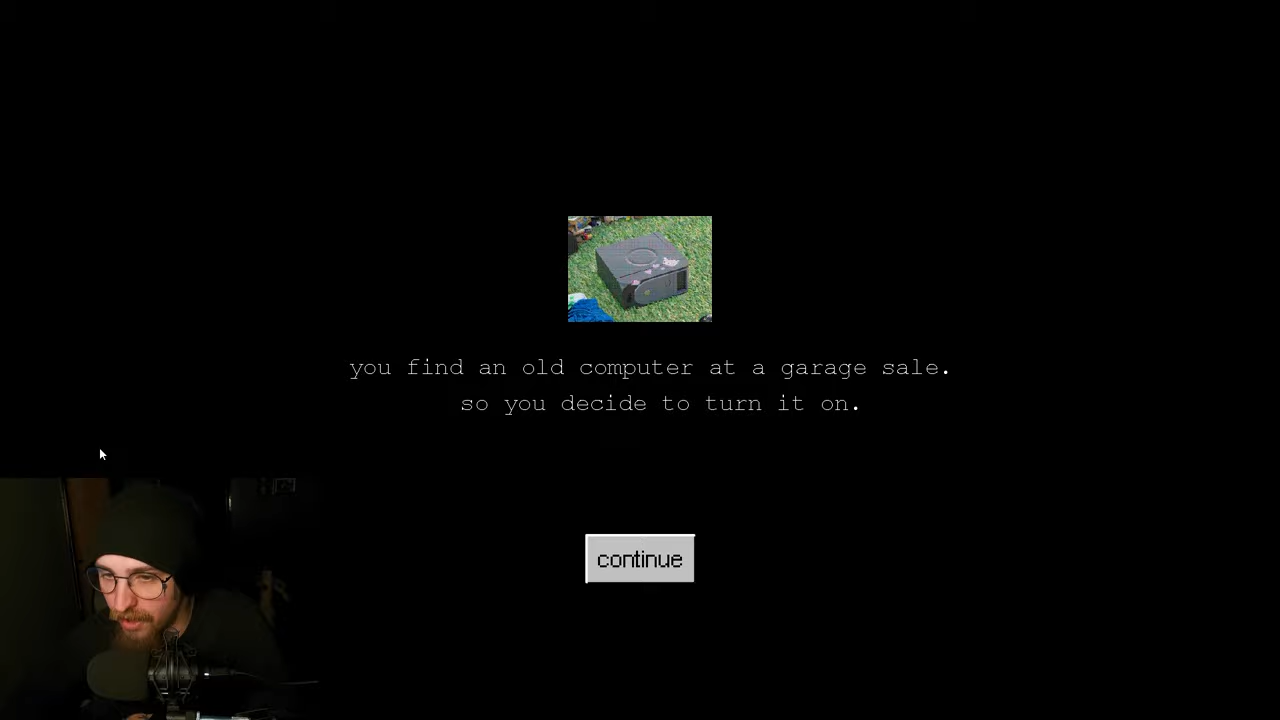 you find an old computer at a garage sale.
so you decide to turn it on.
continue